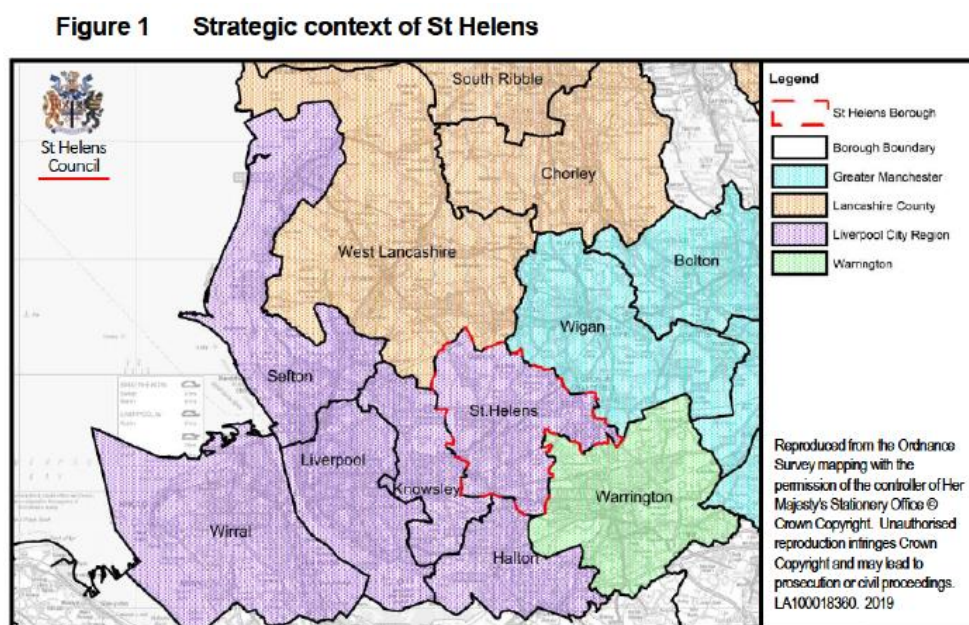 Figure 1 Strategic context of St Helens
St Helens
Council
South Ribble
Chorley
West Lancashire
Bolton
Wigan
Sefton
St.Helens
Liverpool
Knowsley
Warrington
Wirral
Halton
Legend
St Helens Borough
Borough Boundary
Greater Manchester
Lancashire County
Liverpool City Region
Warrington
Reproduced from the Ordnance
Survey mapping with the
permission of the controller of Her
Majesty's Stationery Office ©
Crown Copyright. Unauthorised
reproduction infringes Crown
Copyright and may lead to
prosecution or civil proceedings.
LA100018360. 2019